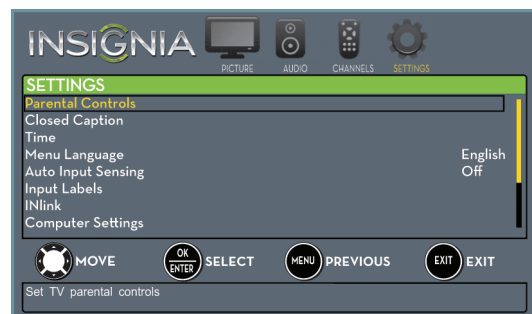 INSIGNIA
PICTURE AUDIO CHANNELS SETTINGS
SETTINGS
Parental Controls
Closed Caption
Time
Menu Language English
Auto Input Sensing Off
Input Labels
INlink
Computer Settings
MOVE OK ENTER SELECT MENU PREVIOUS EXIT EXIT
Set TV parental controls